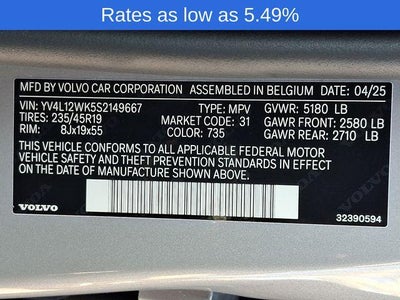 Rates as low as 5.49%
MFD BY VOLVO CAR CORPORATION ASSEMBLED IN BELGIUM 04/25
VIN: YV4L12WK5S2149667 TYPE: MPV GVWR: 5180 LB
TIRES: 235/45R19 MARKET CODE: 31 GAWR FRONT: 2580 LB
RIM: 8Jx19x55 COLOR: 735 GAWR REAR: 2710 LB
THIS VEHICLE CONFORMS TO ALL APPLICABLE FEDERAL MOTOR
VEHICLE SAFETY AND THEFT PREVENTION STANDARDS IN EFFECT
ON THE DATE OF MANUFACTURE SHOWN ABOVE.
VOLVO 32390594